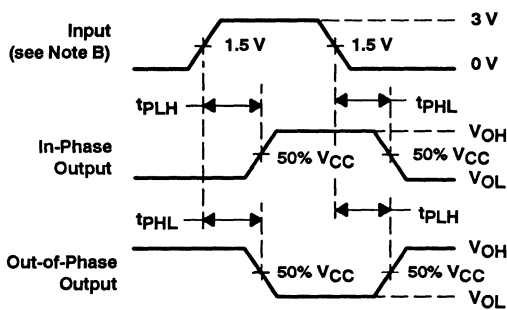 3 V
Input
(see Note B)
1.5 V
1.5 V
0 V
tPLH
tPHL
In-Phase
Output
VOH
50% VCC
50% VCC
VOL
tPHL
tPLH
Out-of-Phase
Output
VOH
50% VCC
50% VCC
VOL